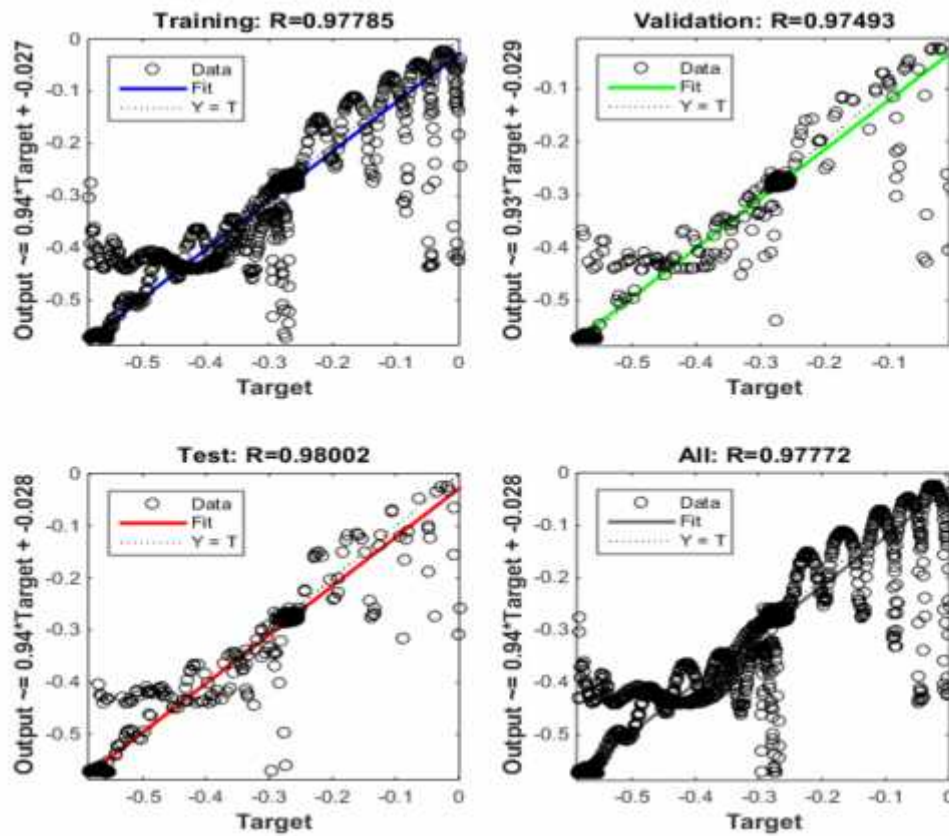 Training: R=0.97785
Output ~= 0.94*Target + -0.027
0
-0.1
-0.2
-0.3
-0.4
-0.5
Data
Fit
Y = T
-0.5 -0.4 -0.3 -0.2 -0.1 0
Target
Validation: R=0.97493
Output ~= 0.93*Target + -0.029
-0.1
-0.2
-0.3
-0.4
-0.5
Data
Fit
Y = T
-0.5 -0.4 -0.3 -0.2 -0.1
Target
Test: R=0.98002
Output ~= 0.94*Target + -0.028
0
-0.1
-0.2
-0.3
-0.4
-0.5
Data
Fit
Y = T
-0.5 -0.4 -0.3 -0.2 -0.1 0
Target
All: R=0.97772
Output ~= 0.94*Target + -0.028
0
-0.1
-0.2
-0.3
-0.4
-0.5
Data
Fit
Y = T
-0.5 -0.4 -0.3 -0.2 -0.1 0
Target